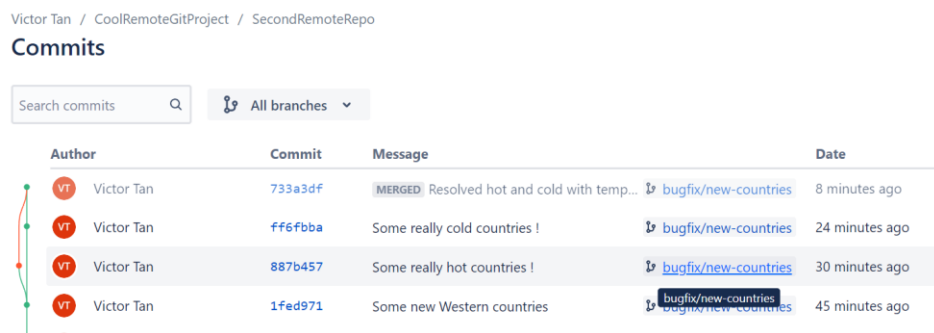 Victor Tan / CoolRemoteGitProject / SecondRemoteRepo
Commits
Search commits All branches
Author Commit Message Date
VT Victor Tan 733a3df MERGED Resolved hot and cold with temp... bugfix/new-countries 8 minutes ago
VT Victor Tan ff6fbba Some really cold countries ! bugfix/new-countries 24 minutes ago
VT Victor Tan 887b457 Some really hot countries ! bugfix/new-countries 30 minutes ago
bugfix/new-countries
VT Victor Tan 1fed971 Some new Western countries bugfix/new-countries 45 minutes ago